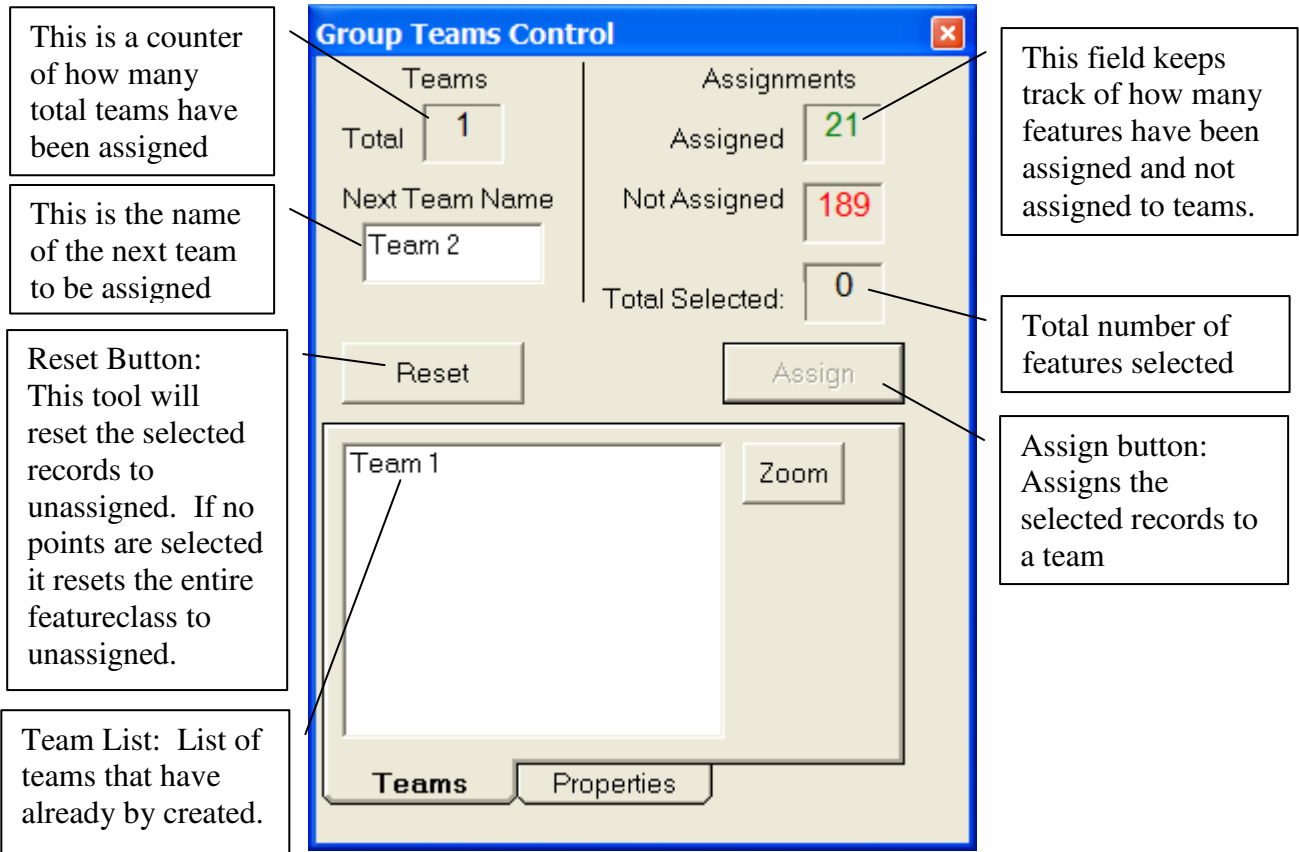 This is a counter
of how many
total teams have
been assigned
This is the name
of the next team
to be assigned
Reset Button:
This tool will
reset the selected
records to
unassigned. If no
points are selected
it resets the entire
featureclass to
unassigned.
Team List: List of
teams that have
already by created.
Group Teams Control
Teams
Total 1
Next Team Name
Team 2
Assignments
Assigned 21
Not Assigned 189
Total Selected: 0
Reset
Assign
Team 1
Zoom
Teams
Properties
This field keeps
track of how many
features have been
assigned and not
assigned to teams.
Total number of
features selected
Assign button:
Assigns the
selected records to
a team